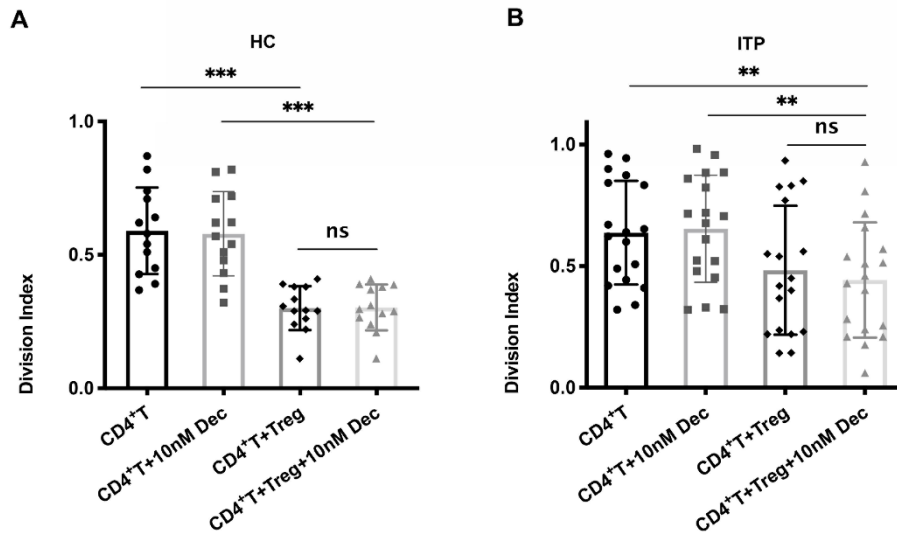 A
HC
***
***
ns
1.0
0.5
0.0
Division Index
CD4⁺T
CD4⁺T+10nM Dec
CD4⁺T+Treg
CD4⁺T+Treg+10nM Dec
B
ITP
**
**
ns
1.0
0.5
0.0
Division Index
CD4⁺T
CD4⁺T+10nM Dec
CD4⁺T+Treg
CD4⁺T+Treg+10nM Dec